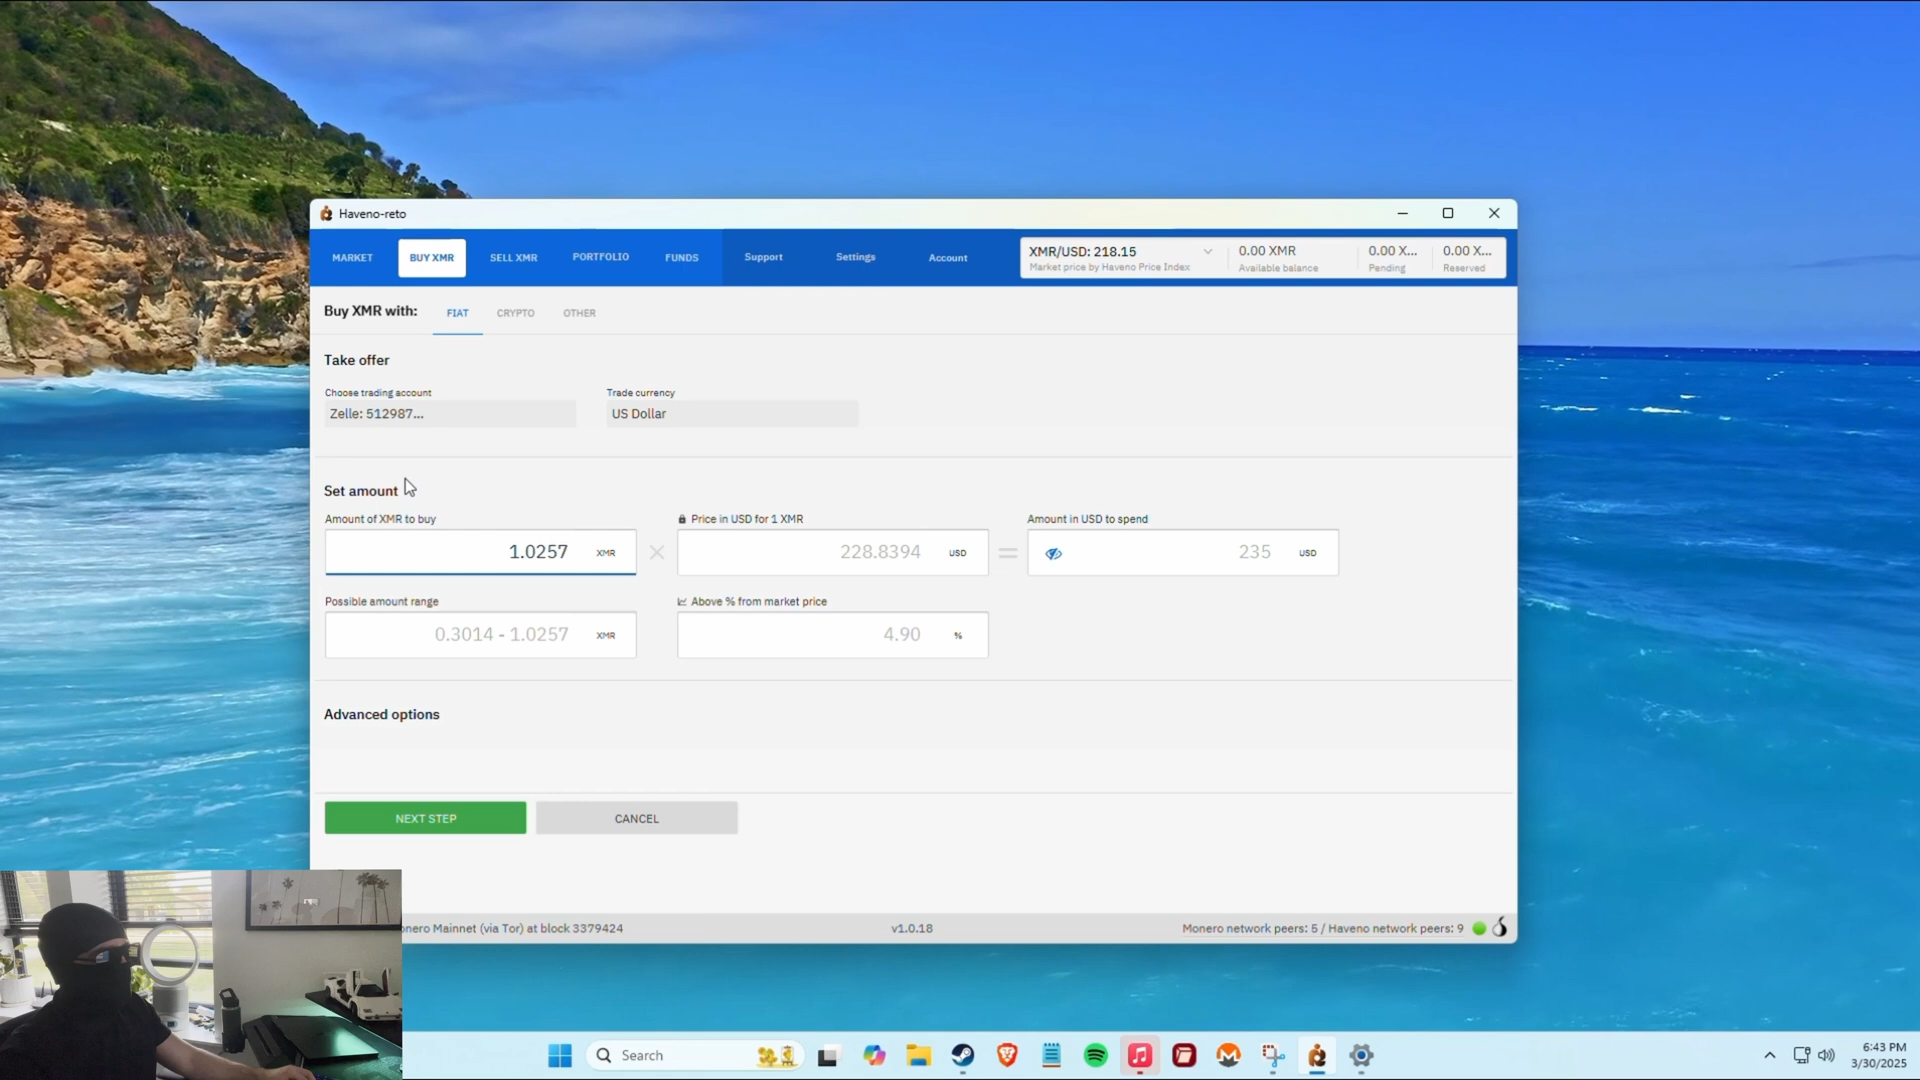 Haveno-reto
MARKET
BUY XMR
SELL XMR
PORTFOLIO
FUNDS
Support
Settings
Account
XMR/USD: 218.15
Market price by Haveno Price Index
0.00 XMR
Available balance
0.00 X...
Pending
0.00 X...
Reserved
Buy XMR with:
FIAT
CRYPTO
OTHER
Take offer
Choose trading account
Trade currency
Zelle: 512987...
US Dollar
Set amount
Amount of XMR to buy
Price in USD for 1 XMR
Amount in USD to spend
1.0257 XMR
228.8394 USD
235 USD
Possible amount range
Above % from market price
0.3014 - 1.0257 XMR
4.90 %
Advanced options
NEXT STEP
CANCEL
onero Mainnet (via Tor) at block 3379424
v1.0.18
Monero network peers: 5 / Haveno network peers: 9
Search
6:43 PM
3/30/2025